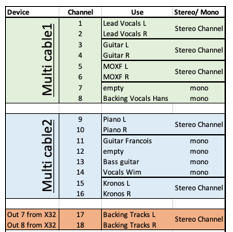 Device Channel Use Stereo/ Mono
Multi cable1
1 Lead Vocals L Stereo Channel
2 Lead Vocals R
3 Guitar L Stereo Channel
4 Guitar R
5 MOXF L Stereo Channel
6 MOXF R
7 empty mono
8 Backing Vocals Hans mono
Multi cable2
9 Piano L Stereo Channel
10 Piano R
11 Guitar Francois mono
12 empty mono
13 Bass guitar mono
14 Vocals Wim mono
15 Kronos L Stereo Channel
16 Kronos R
Out 7 from X32 17 Backing Tracks L Stereo Channel
Out 8 from X32 18 Backing Tracks R